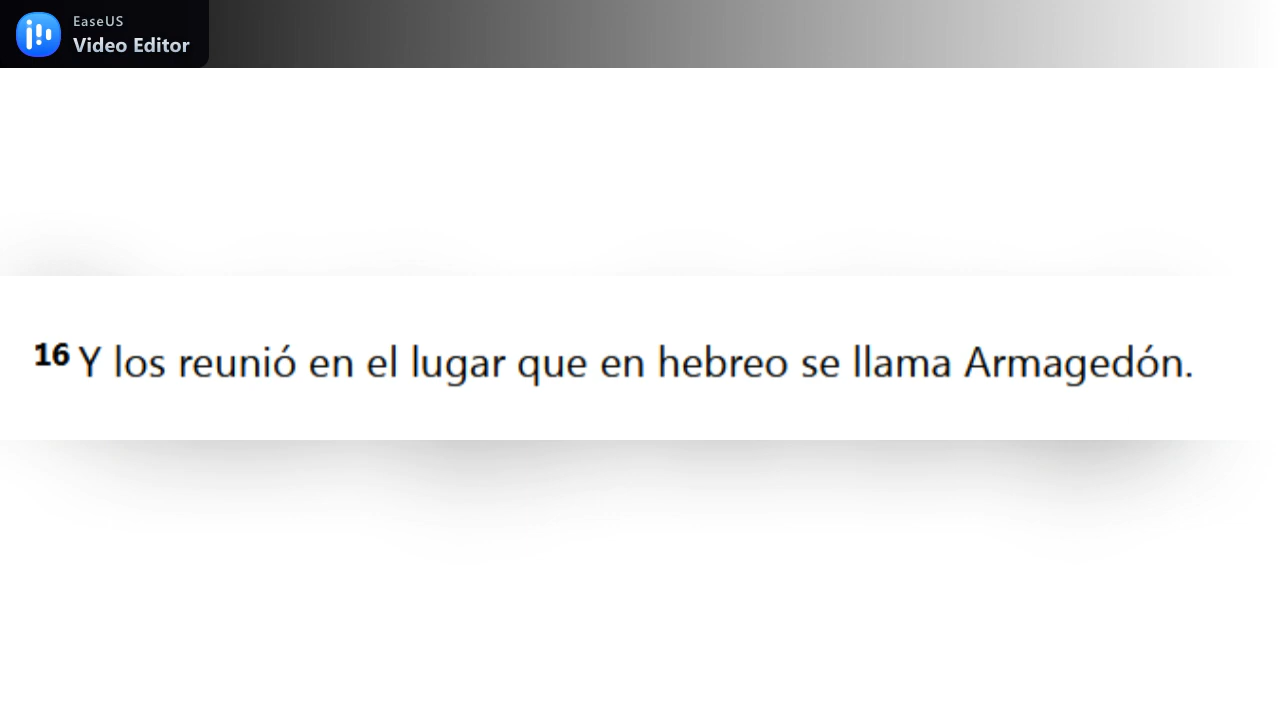 EaseUS
Video Editor
16 Y los reunió en el lugar que en hebreo se llama Armagedón.